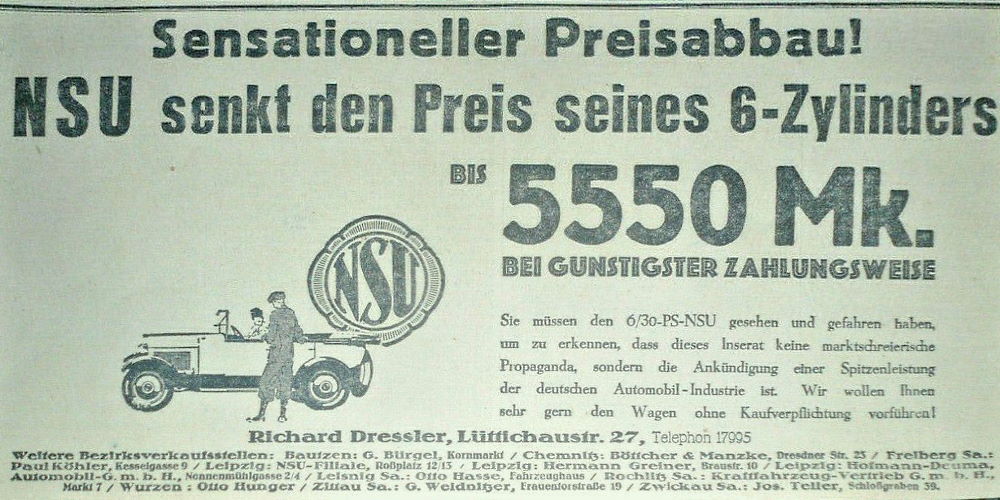 Sensationeller Preisabbau!
NSU senkt den Preis seines 6-Zylinders
BIS 5550 Mk.
BEI GÜNSTIGSTER ZAHLUNGSWEISE
NSU
Sie müssen den 6/30-PS-NSU gesehen und gefahren haben,
um zu erkennen, dass dieses Inserat keine marktschreierische
Propaganda, sondern die Ankündigung einer Spitzenleistung
der deutschen Automobil-Industrie ist. Wir wollen Ihnen
sehr gern den Wagen ohne Kaufverpflichtung vorführen!
Richard Dressler, Lüttichaustr. 27, Telephon 17995
Weitere Bezirksverkaufsstellen: Bautzen: G. Bürgel, Kornmarkt / Chemnitz: Böttcher & Manzke, Dresdner Str. 23 / Freiberg Sa.:
Paul Köhler, Kesselgasse 9 / Leipzig: NSU-Filiale, Roßplatz 12/13 / Leipzig: Hermann Greiner, Braustr. 10 / Leipzig: Hofmann-Deuma,
Automobil-G. m. b. H., Nonnenmühlgasse 2/4 / Leisnig Sa.: Otto Hasse, Fahrzeughaus / Rochlitz Sa.: Kraftfahrzeug-Vertrieb G. m. b. H.,
Markt 7 / Wurzen: Otto Hunger / Zittau Sa.: G. Weidnitzer, Frauentorstraße 19 / Zwickau Sa.: Jos. Teller, Schloßgraben 39.